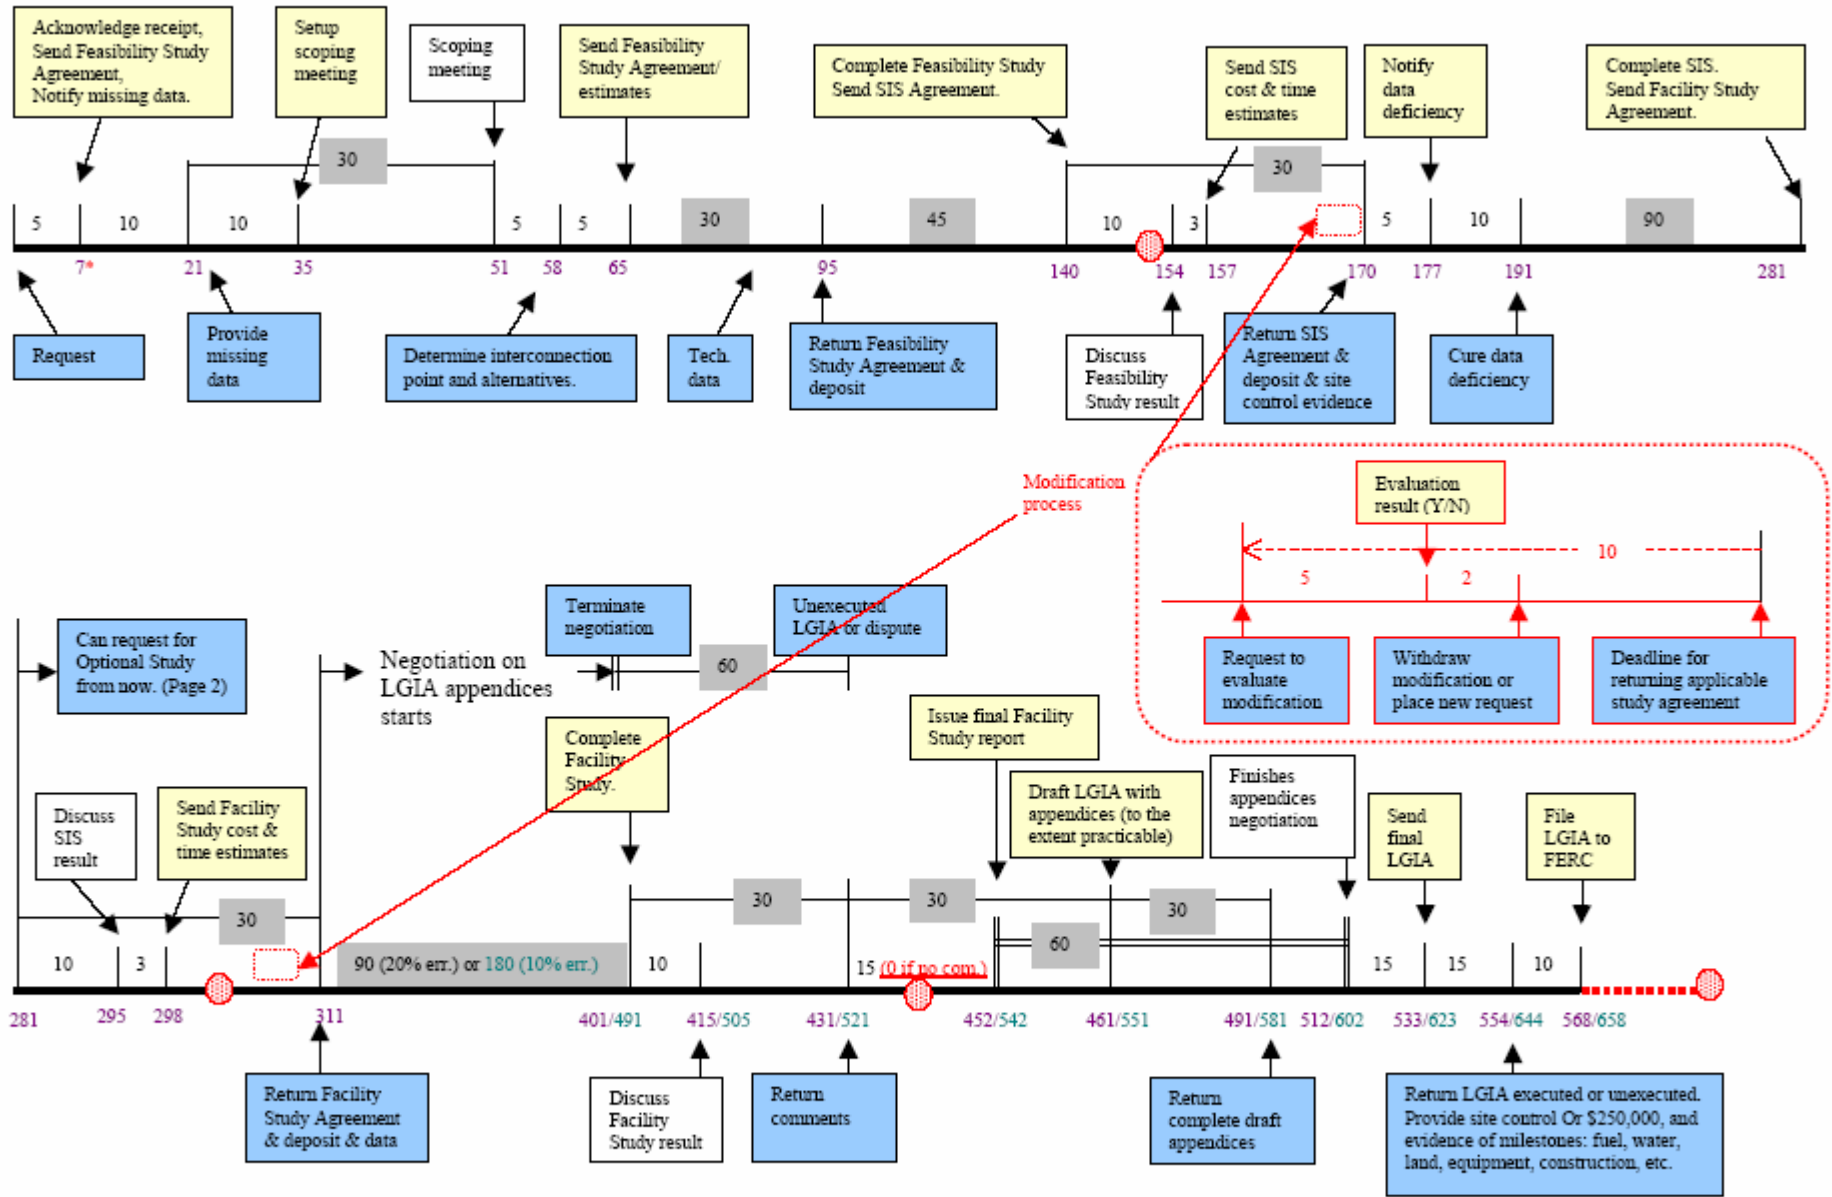 Acknowledge receipt,
Send Feasibility Study
Agreement,
Notify missing data.
Setup
scoping
meeting
Scoping
meeting
Send Feasibility
Study Agreement/
estimates
Complete Feasibility Study
Send SIS Agreement.
Send SIS
cost & time
estimates
Notify
data
deficiency
Complete SIS.
Send Facility Study
Agreement.
30
30
5
10
10
5
5
30
45
10
3
5
10
90
7*
21
35
51
58
65
95
140
154
157
170
177
191
281
Request
Provide
missing
data
Determine interconnection
point and alternatives.
Tech.
data
Return Feasibility
Study Agreement &
deposit
Discuss
Feasibility
Study result
Return SIS
Agreement &
deposit & site
control evidence
Cure data
deficiency
Modification
process
Evaluation
result (Y/N)
10
5
2
Request to
evaluate
modification
Withdraw
modification or
place new request
Deadline for
returning applicable
study agreement
Can request for
Optional Study
from now. (Page 2)
Negotiation on
LGIA appendices
starts
Terminate
negotiation
60
Unexecuted
LGIA or dispute
Discuss
SIS
result
Send Facility
Study cost &
time estimates
Complete
Facility
Study.
Issue final Facility
Study report
Draft LGIA with
appendices (to the
extent practicable)
Finishes
appendices
negotiation
Send
final
LGIA
File
LGIA to
FERC
30
30
30
30
60
10
3
90 (20% err.) or 180 (10% err.)
10
15 (0 if no com.)
15
15
10
281
295
298
311
401/491
415/505
431/521
452/542
461/551
491/581
512/602
533/623
554/644
568/658
Return Facility
Study Agreement
& deposit & data
Discuss
Facility
Study result
Return
comments
Return
complete draft
appendices
Return LGIA executed or unexecuted.
Provide site control Or $250,000, and
evidence of milestones: fuel, water,
land, equipment, construction, etc.